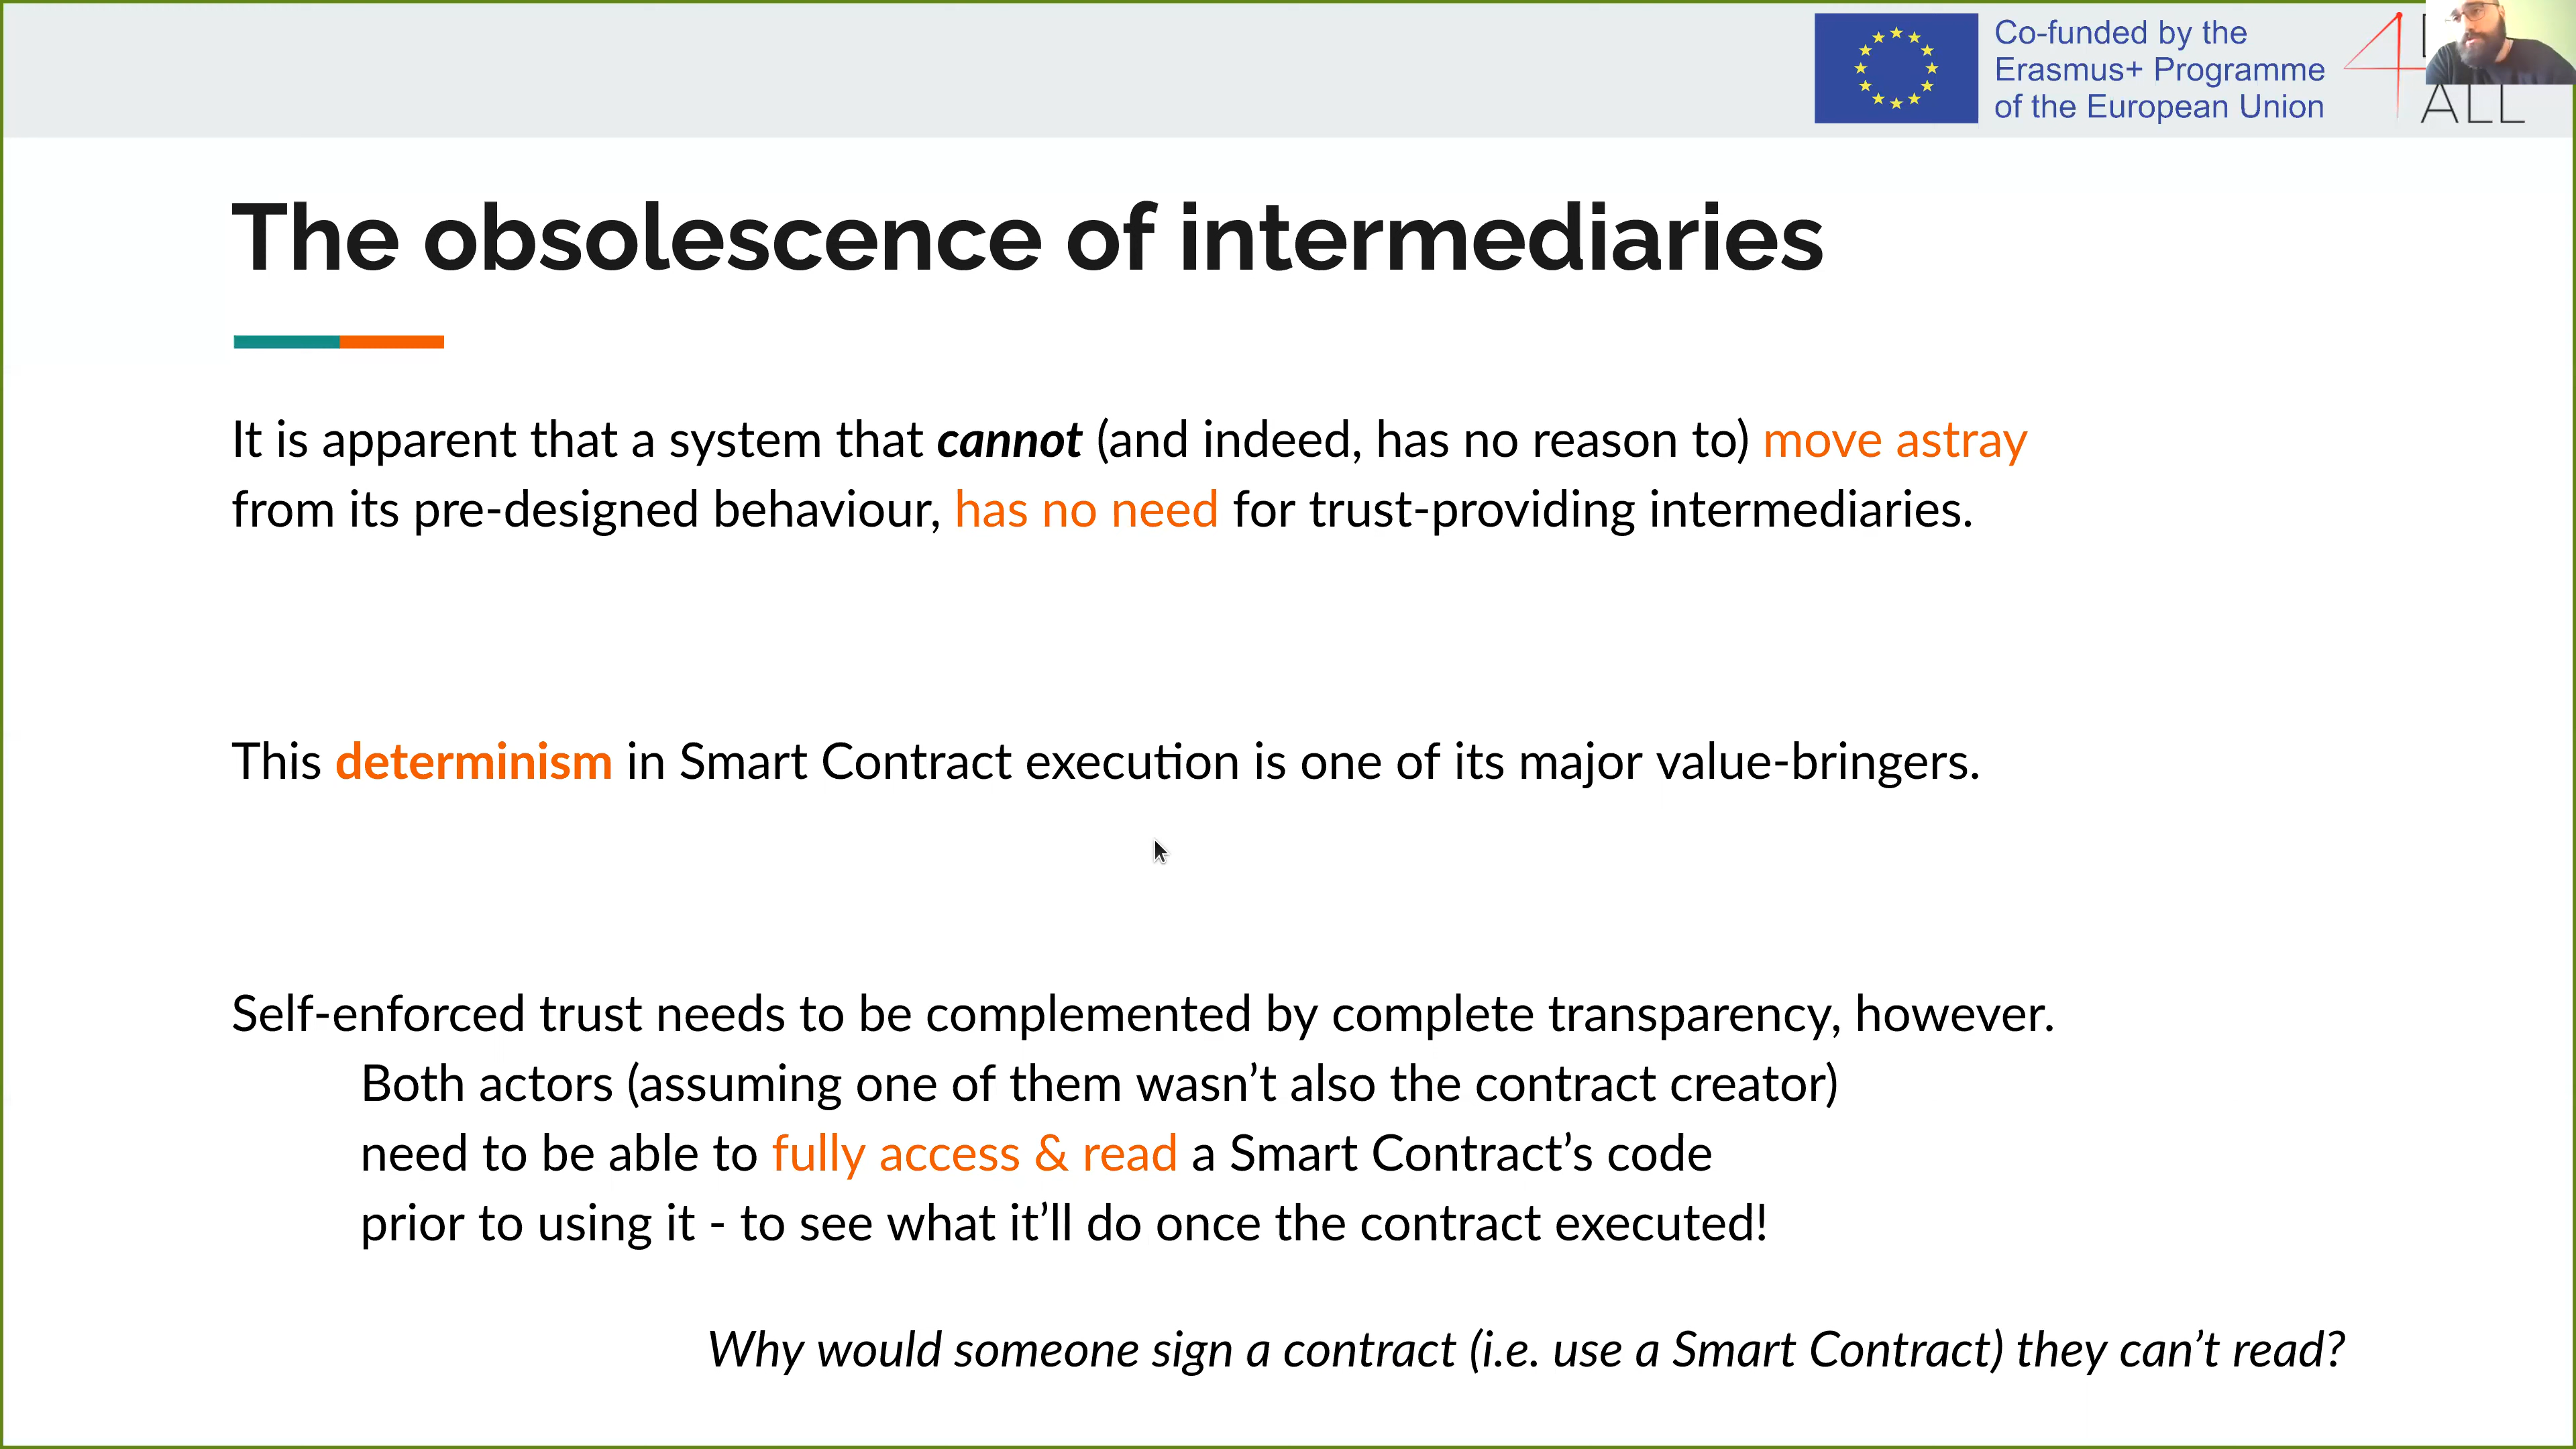 Co-funded by the
Erasmus+ Programme
of the European Union
4
ALL
The obsolescence of intermediaries
It is apparent that a system that cannot (and indeed, has no reason to) move astray
from its pre-designed behaviour, has no need for trust-providing intermediaries.
This determinism in Smart Contract execution is one of its major value-bringers.
Self-enforced trust needs to be complemented by complete transparency, however.
Both actors (assuming one of them wasn’t also the contract creator)
need to be able to fully access & read a Smart Contract’s code
prior to using it - to see what it’ll do once the contract executed!
Why would someone sign a contract (i.e. use a Smart Contract) they can’t read?